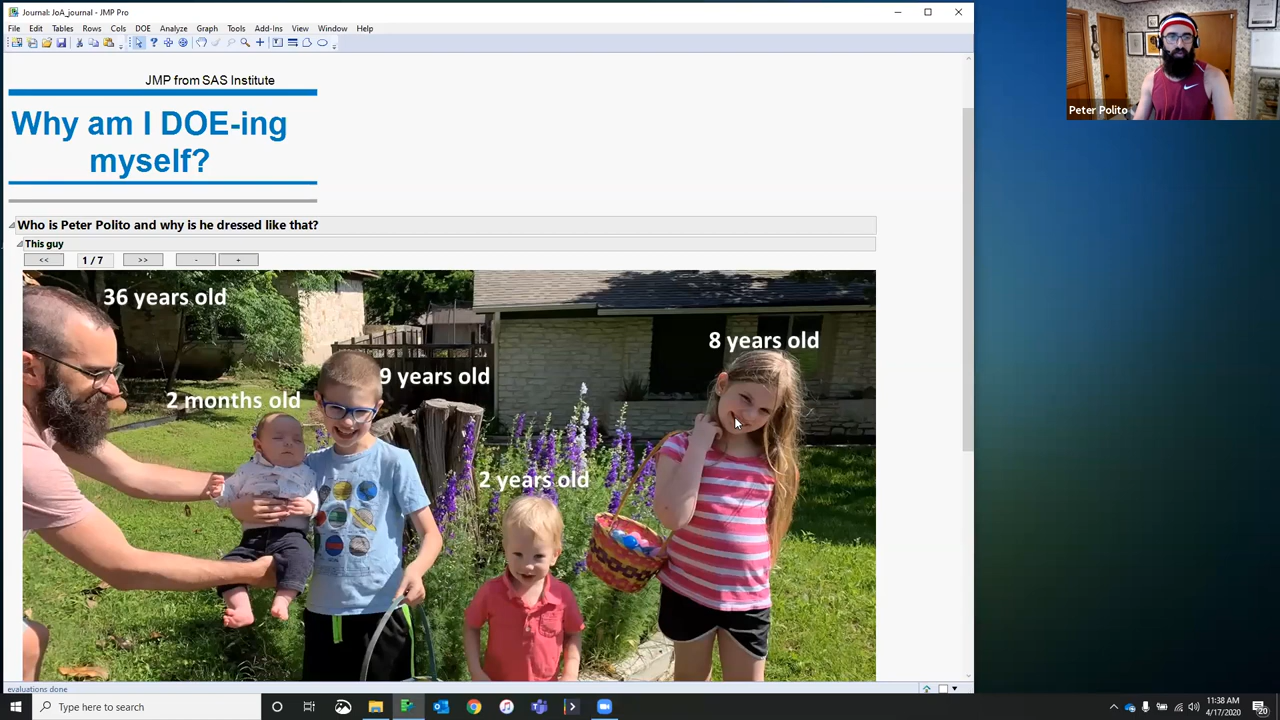 Journal: JoA_journal - JMP Pro
File Edit Tables Rows Cols DOE Analyze Graph Tools Add-Ins View Window Help
JMP from SAS Institute
Why am I DOE-ing
myself?
Who is Peter Polito and why is he dressed like that?
This guy
<< 1 / 7 >> - +
36 years old
8 years old
9 years old
2 months old
2 years old
Peter Polito
evaluations done
Type here to search
11:38 AM
4/17/2020
20